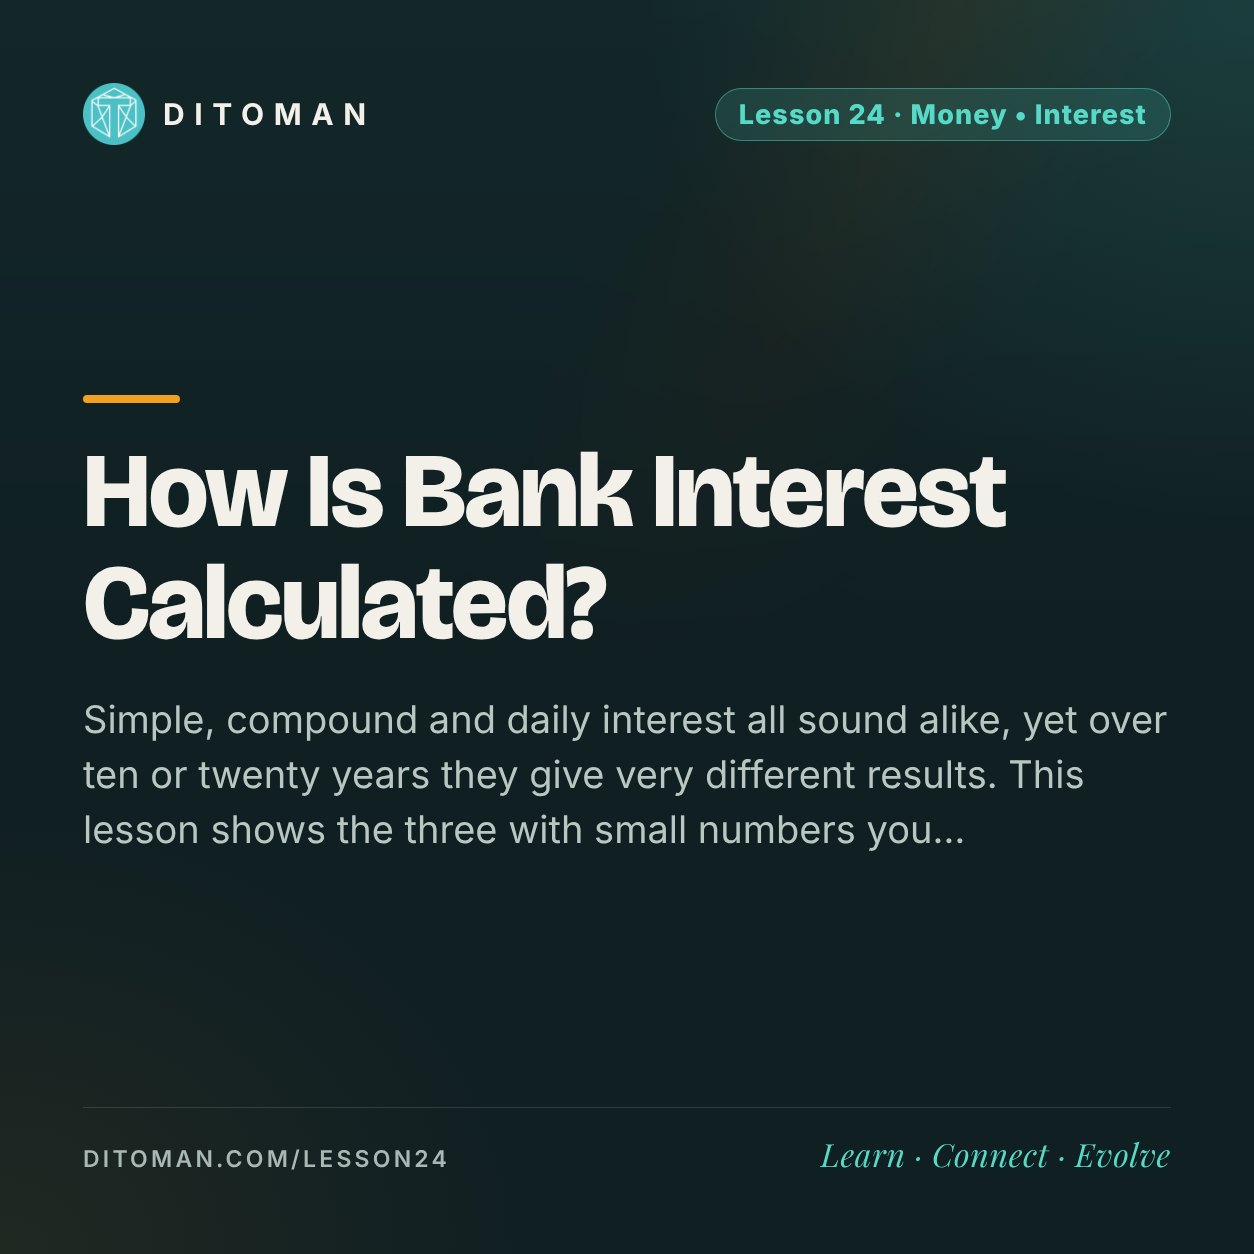 DITOMAN
Lesson 24 · Money • Interest
How Is Bank Interest
Calculated?
Simple, compound and daily interest all sound alike, yet over
ten or twenty years they give very different results. This
lesson shows the three with small numbers you...
DITOMAN.COM/LESSON24
Learn · Connect · Evolve